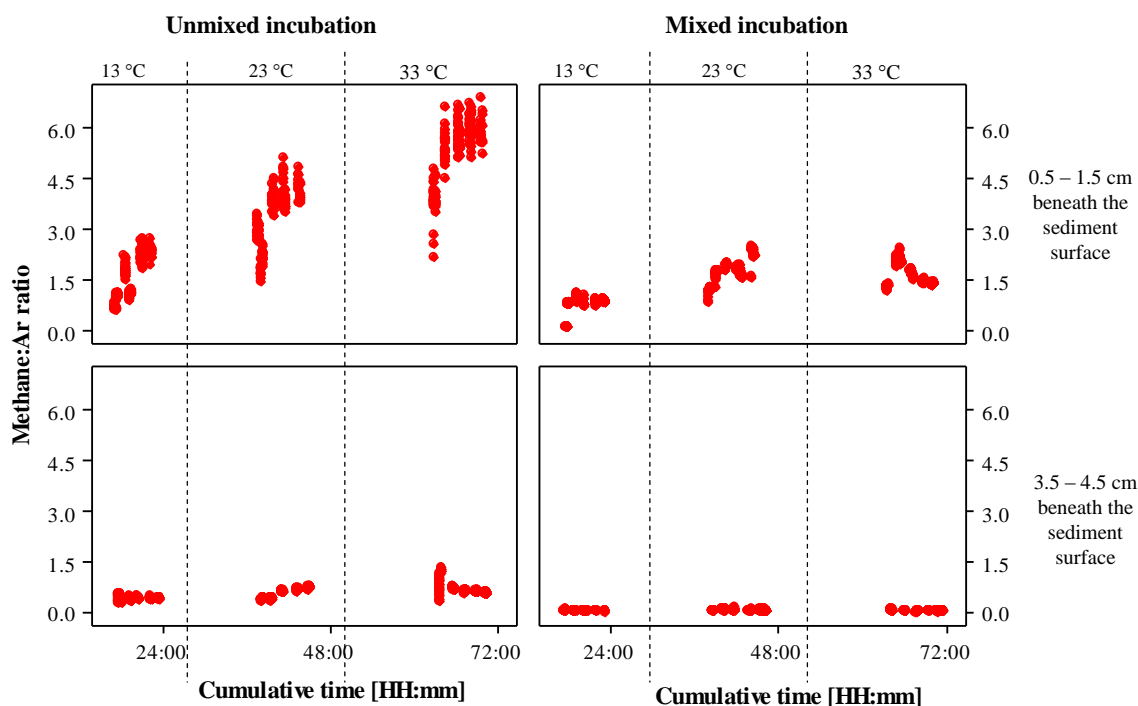 Unmixed incubation
Mixed incubation
13 °C
23 °C
33 °C
13 °C
23 °C
33 °C
Methane:Ar ratio
6.0
4.5
3.0
1.5
0.0
6.0
4.5
3.0
1.5
0.0
0.5 – 1.5 cm
beneath the
sediment
surface
6.0
4.5
3.0
1.5
0.0
6.0
4.5
3.0
1.5
0.0
3.5 – 4.5 cm
beneath the
sediment
surface
24:00
48:00
72:00
24:00
48:00
72:00
Cumulative time [HH:mm]
Cumulative time [HH:mm]